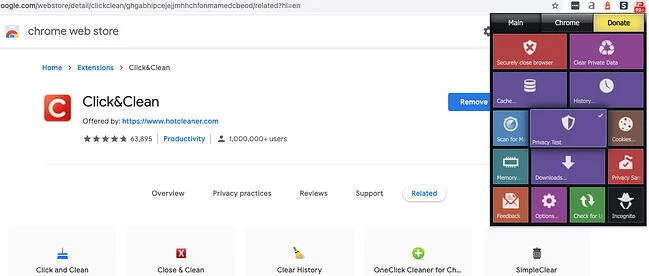 oogle.com/webstore/detail/clickclean/ghgabhipcejejjmhhchfonmamedcbeod/related?hl=en
99+
chrome web store
Main Chrome Donate
Securely close browser Clear Private Data
Cache... History...
Scan for M Privacy Test Cookies...
Memory... Downloads... Privacy San
Feedback Options... Check for U Incognito
Home > Extensions > Click&Clean
Click&Clean
Remove
Offered by: https://www.hotcleaner.com
63,895 Productivity 1,000,000+ users
Overview Privacy practices Reviews Support Related
Click and Clean Close & Clean Clear History OneClick Cleaner for Ch... SimpleClear